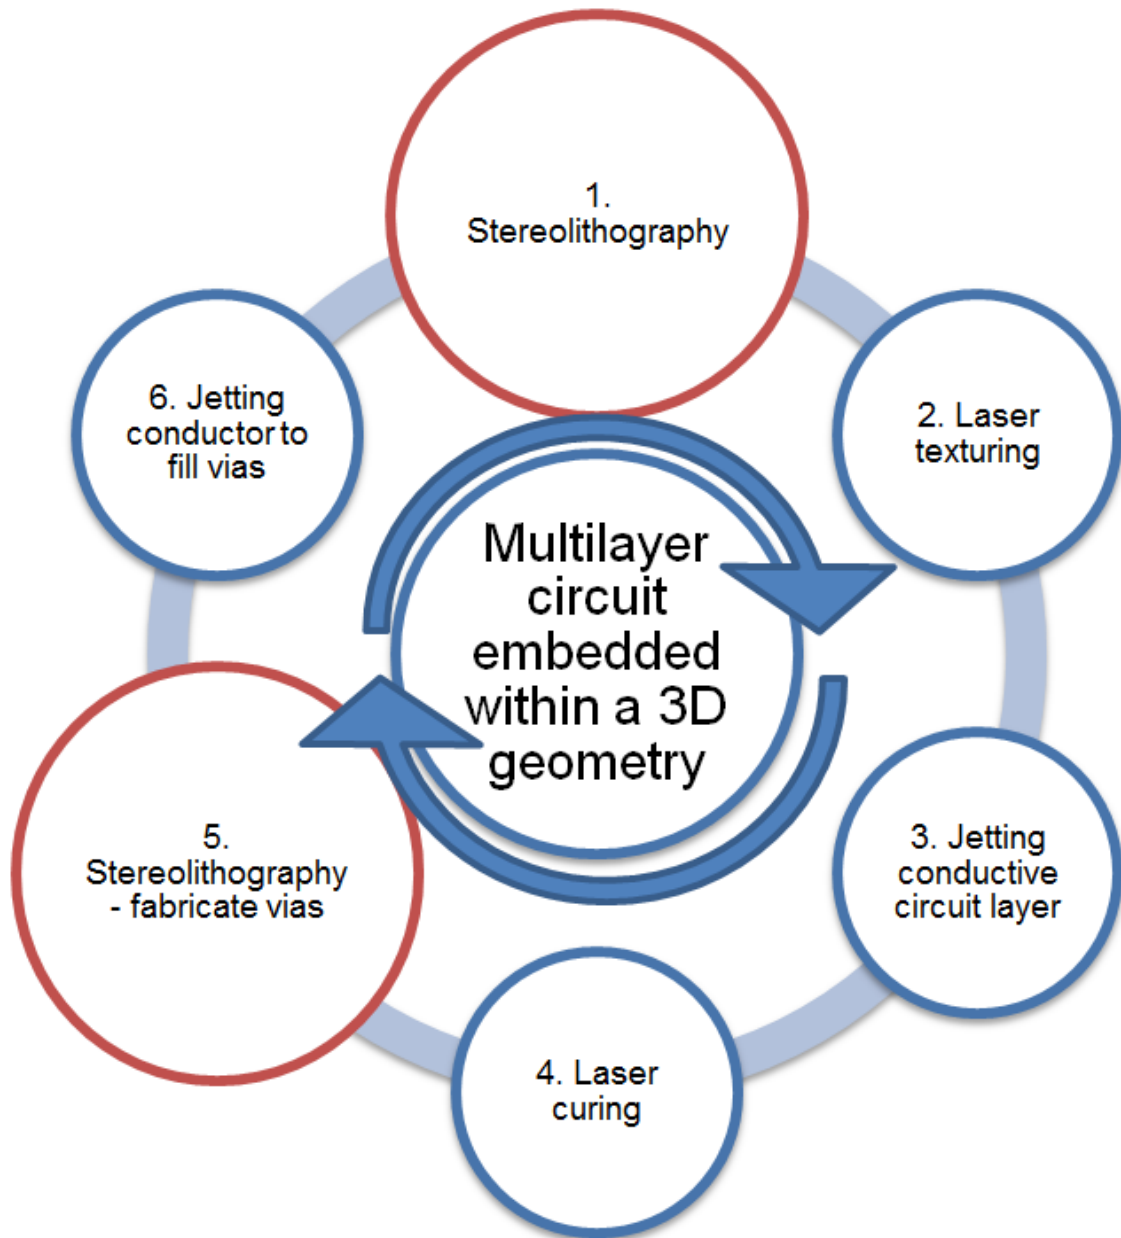 1.
Stereolithography
2. Laser
texturing
3. Jetting
conductive
circuit layer
4. Laser
curing
5.
Stereolithography
- fabricate vias
6. Jetting
conductor to
fill vias
Multilayer
circuit
embedded
within a 3D
geometry